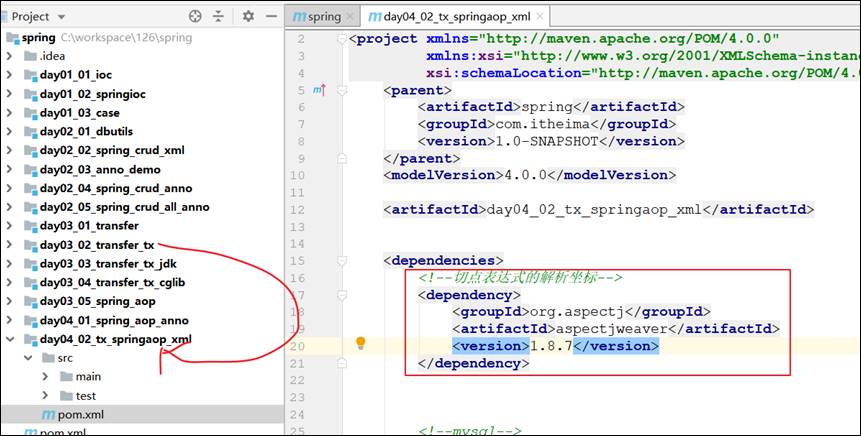 Project
spring C:\workspace\126\spring
.idea
day01_01_ioc
day01_02_springioc
day01_03_case
day02_01_dbutils
day02_02_spring_crud_xml
day02_03_anno_demo
day02_04_spring_crud_anno
day02_05_spring_crud_all_anno
day03_01_transfer
day03_02_transfer_tx
day03_03_transfer_tx_jdk
day03_04_transfer_tx_cglib
day03_05_spring_aop
day04_01_spring_aop_anno
day04_02_tx_springaop_xml
src
main
test
m pom.xml
m pom.xml
m spring
m day04_02_tx_springaop_xml
2 <project xmlns="http://maven.apache.org/POM/4.0.0"
3 xmlns:xsi="http://www.w3.org/2001/XMLSchema-instanc
4 xsi:schemaLocation="http://maven.apache.org/POM/4.0
5 m <parent>
6 <artifactId>spring</artifactId>
7 <groupId>com.itheima</groupId>
8 <version>1.0-SNAPSHOT</version>
9 </parent>
10 <modelVersion>4.0.0</modelVersion>
11
12 <artifactId>day04_02_tx_springaop_xml</artifactId>
13
14
15 <dependencies>
16 <!--切点表达式的解析坐标-->
17 <dependency>
18 <groupId>org.aspectj</groupId>
19 <artifactId>aspectjweaver</artifactId>
20 <version>1.8.7</version>
21 </dependency>
22
23
24
25 <!--mysql-->